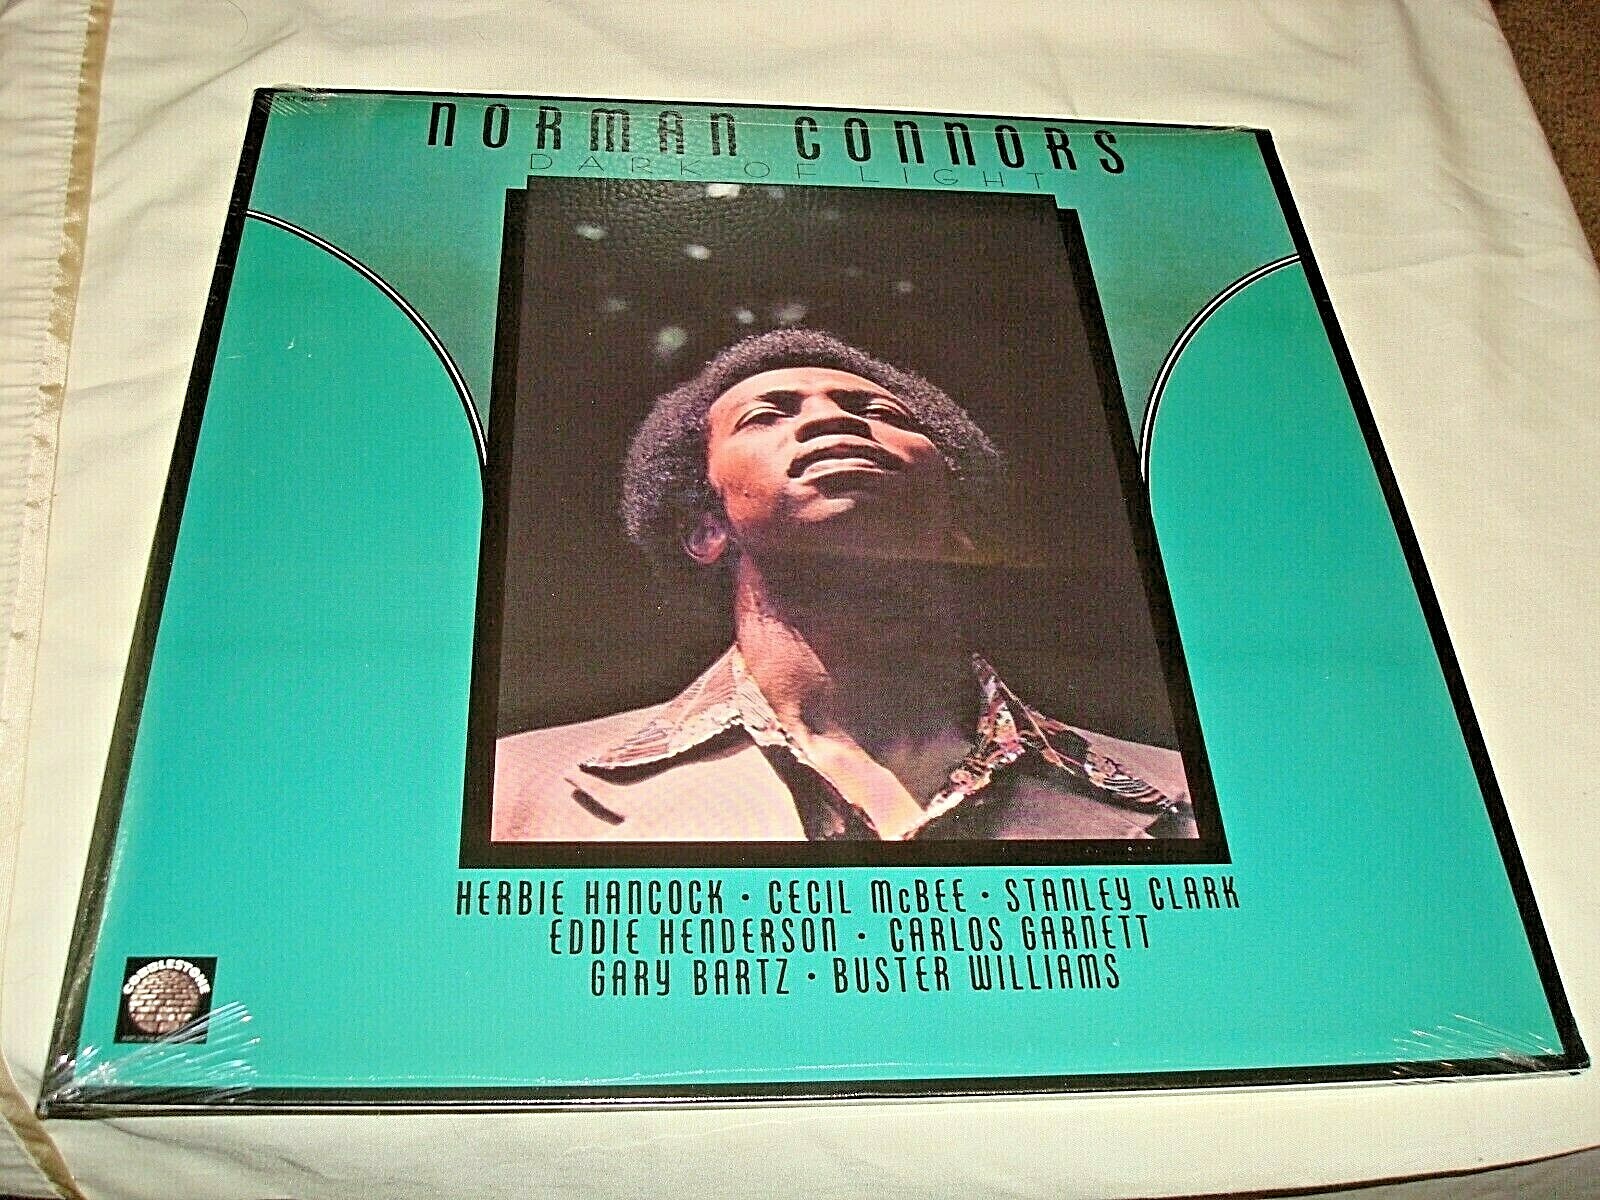 NORMAN CONNORS
DARK OF LIGHT
HERBIE HANCOCK · CECIL McBEE · STANLEY CLARK
EDDIE HENDERSON · CARLOS GARNETT
GARY BARTZ · BUSTER WILLIAMS
COBBLESTONE